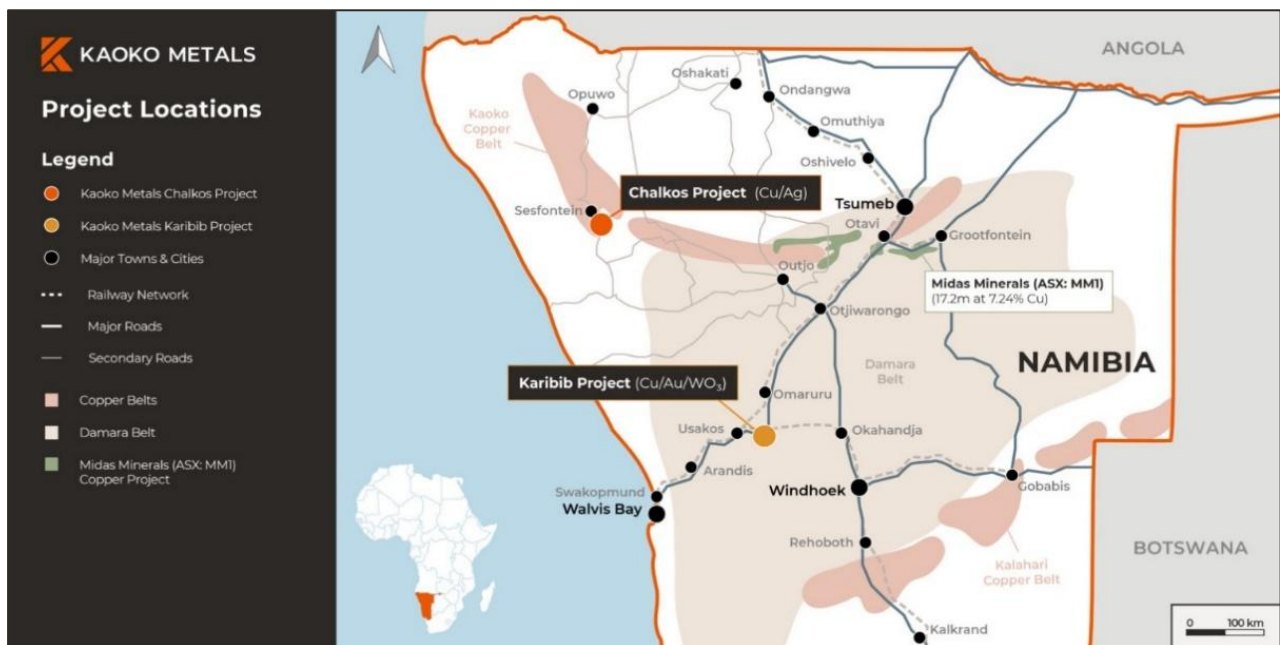 KAOKO METALS
Project Locations
Legend
Kaoko Metals Chalkos Project
Kaoko Metals Karibib Project
Major Towns & Cities
Railway Network
Major Roads
Secondary Roads
Copper Belts
Damara Belt
Midas Minerals (ASX: MM1)
Copper Project
ANGOLA
Oshakati
Ondangwa
Opuwo
Kaoko
Copper
Belt
Omuthiya
Oshivelo
Chalkos Project (Cu/Ag)
Tsumeb
Sesfontein
Otavi
Grootfontein
Outjo
Midas Minerals (ASX: MM1)
(17.2m at 7.24% Cu)
Otjiwarongo
NAMIBIA
Damara
Belt
Karibib Project (Cu/Au/WO₃)
Omaruru
Usakos
Okahandja
Arandis
Swakopmund
Walvis Bay
Windhoek
Gobabis
Rehoboth
Kalahari
Copper Belt
BOTSWANA
Kalkrand
0 100 km